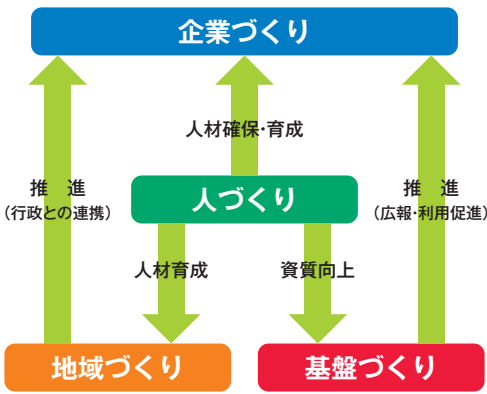 企業づくり
人材確保・育成
推　進
（行政との連携）
推　進
（広報・利用促進）
人づくり
人材育成
資質向上
地域づくり
基盤づくり